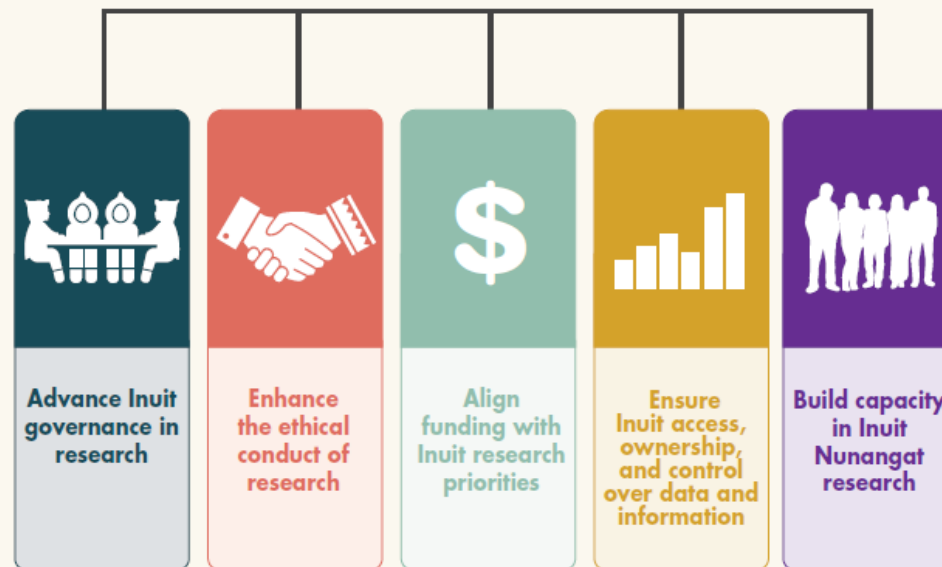 Advance Inuit
governance in
research
Enhance
the ethical
conduct of
research
Align
funding with
Inuit research
priorities
Ensure
Inuit access,
ownership,
and control
over data and
information
Build capacity
in Inuit
Nunangat
research